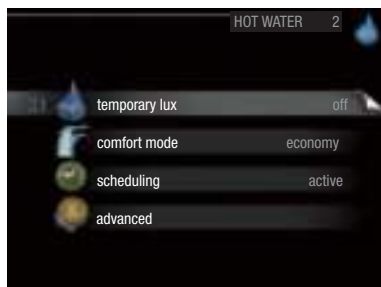 HOT WATER 2
temporary lux off
comfort mode economy
scheduling active
advanced